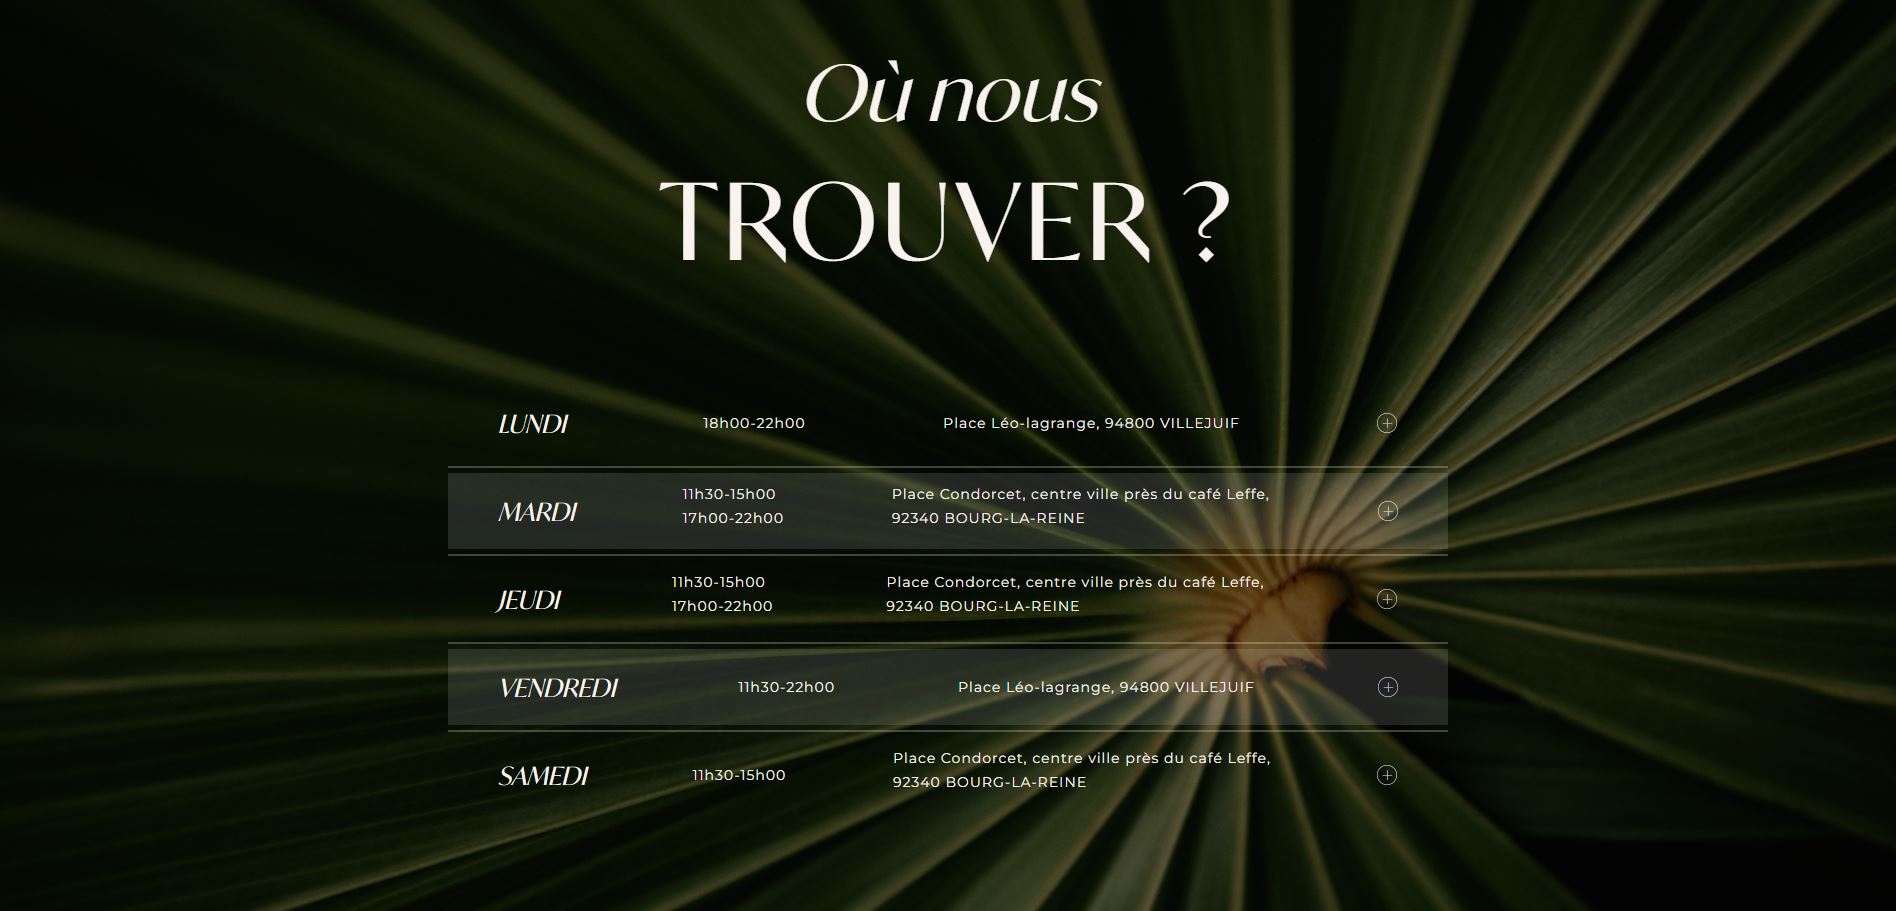 Où nous
TROUVER ?
LUNDI 18h00-22h00 Place Léo-lagrange, 94800 VILLEJUIF
MARDI
11h30-15h00
17h00-22h00
Place Condorcet, centre ville près du café Leffe,
92340 BOURG-LA-REINE
JEUDI
11h30-15h00
17h00-22h00
Place Condorcet, centre ville près du café Leffe,
92340 BOURG-LA-REINE
VENDREDI 11h30-22h00 Place Léo-lagrange, 94800 VILLEJUIF
SAMEDI
11h30-15h00
Place Condorcet, centre ville près du café Leffe,
92340 BOURG-LA-REINE